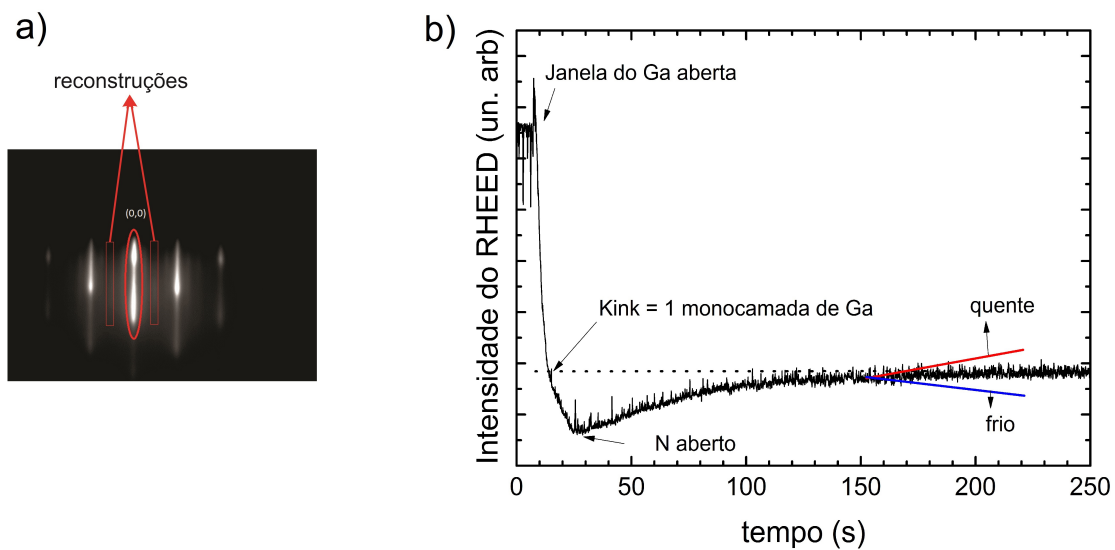 a)
reconstruções
(0,0)
b)
Intensidade do RHEED (un. arb)
Janela do Ga aberta
Kink = 1 monocamada de Ga
quente
frio
N aberto
0 50 100 150 200 250
tempo (s)